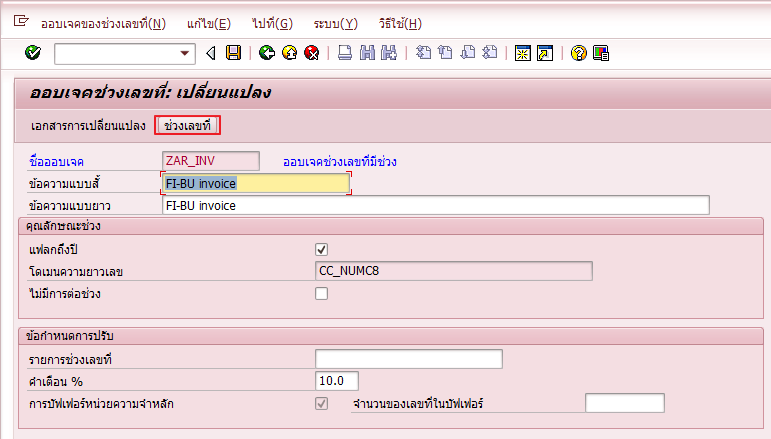 ออบเจคของช่วงเลขที่(N) แก้ไข(E) ไปที่(G) ระบบ(Y) วิธีใช้(H)
ออบเจคช่วงเลขที่: เปลี่ยนแปลง
เอกสารการเปลี่ยนแปลง ช่วงเลขที่
ชื่อออบเจค ZAR_INV ออบเจคช่วงเลขที่มีช่วง
ข้อความแบบสั้ FI-BU invoice
ข้อความแบบยาว FI-BU invoice
คุณลักษณะช่วง
แฟลกถึงปี
โดเมนความยาวเลข CC_NUMC8
ไม่มีการต่อช่วง
ข้อกำหนดการปรับ
รายการช่วงเลขที่
คำเตือน % 10.0
การบัฟเฟอร์หน่วยความจำหลัก จำนวนของเลขที่ในบัฟเฟอร์